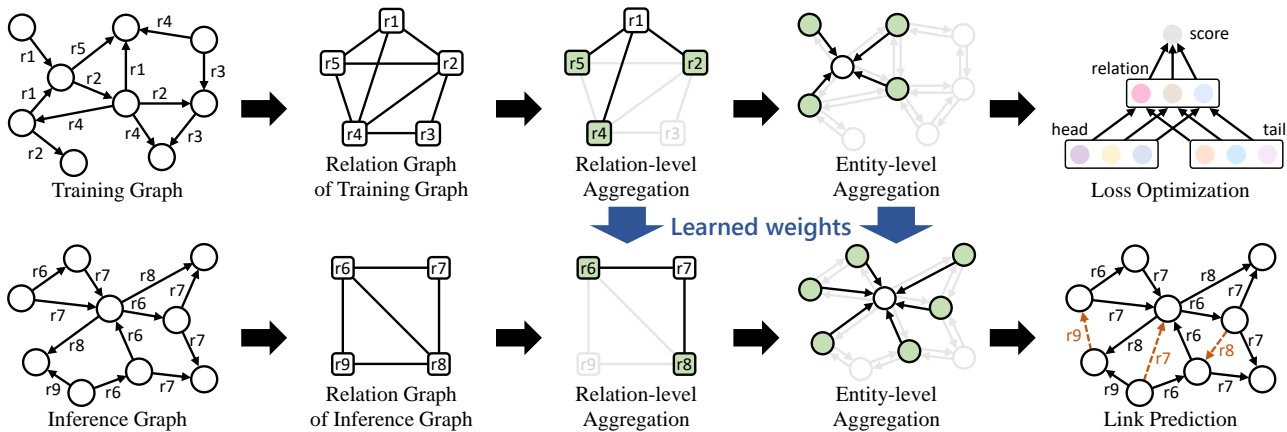 r1
r5
r4
r2
r1
r3
r1
r4
r2
r4
r3
r2
Training Graph
r1
r5
r2
r4
r3
Relation Graph
of Training Graph
r1
r5
r2
r4
r3
Relation-level
Aggregation
Entity-level
Aggregation
score
relation
head
tail
Loss Optimization
Learned weights
r6
r7
r8
r7
r6
r7
r8
r6
r7
r9
r6
r7
Inference Graph
r6
r7
r9
r8
Relation Graph
of Inference Graph
r6
r7
r9
r8
Relation-level
Aggregation
Entity-level
Aggregation
r6
r7
r8
r7
r7
r6
r9
r8
r7
r6
r8
r7
r9
r6
r7
Link Prediction